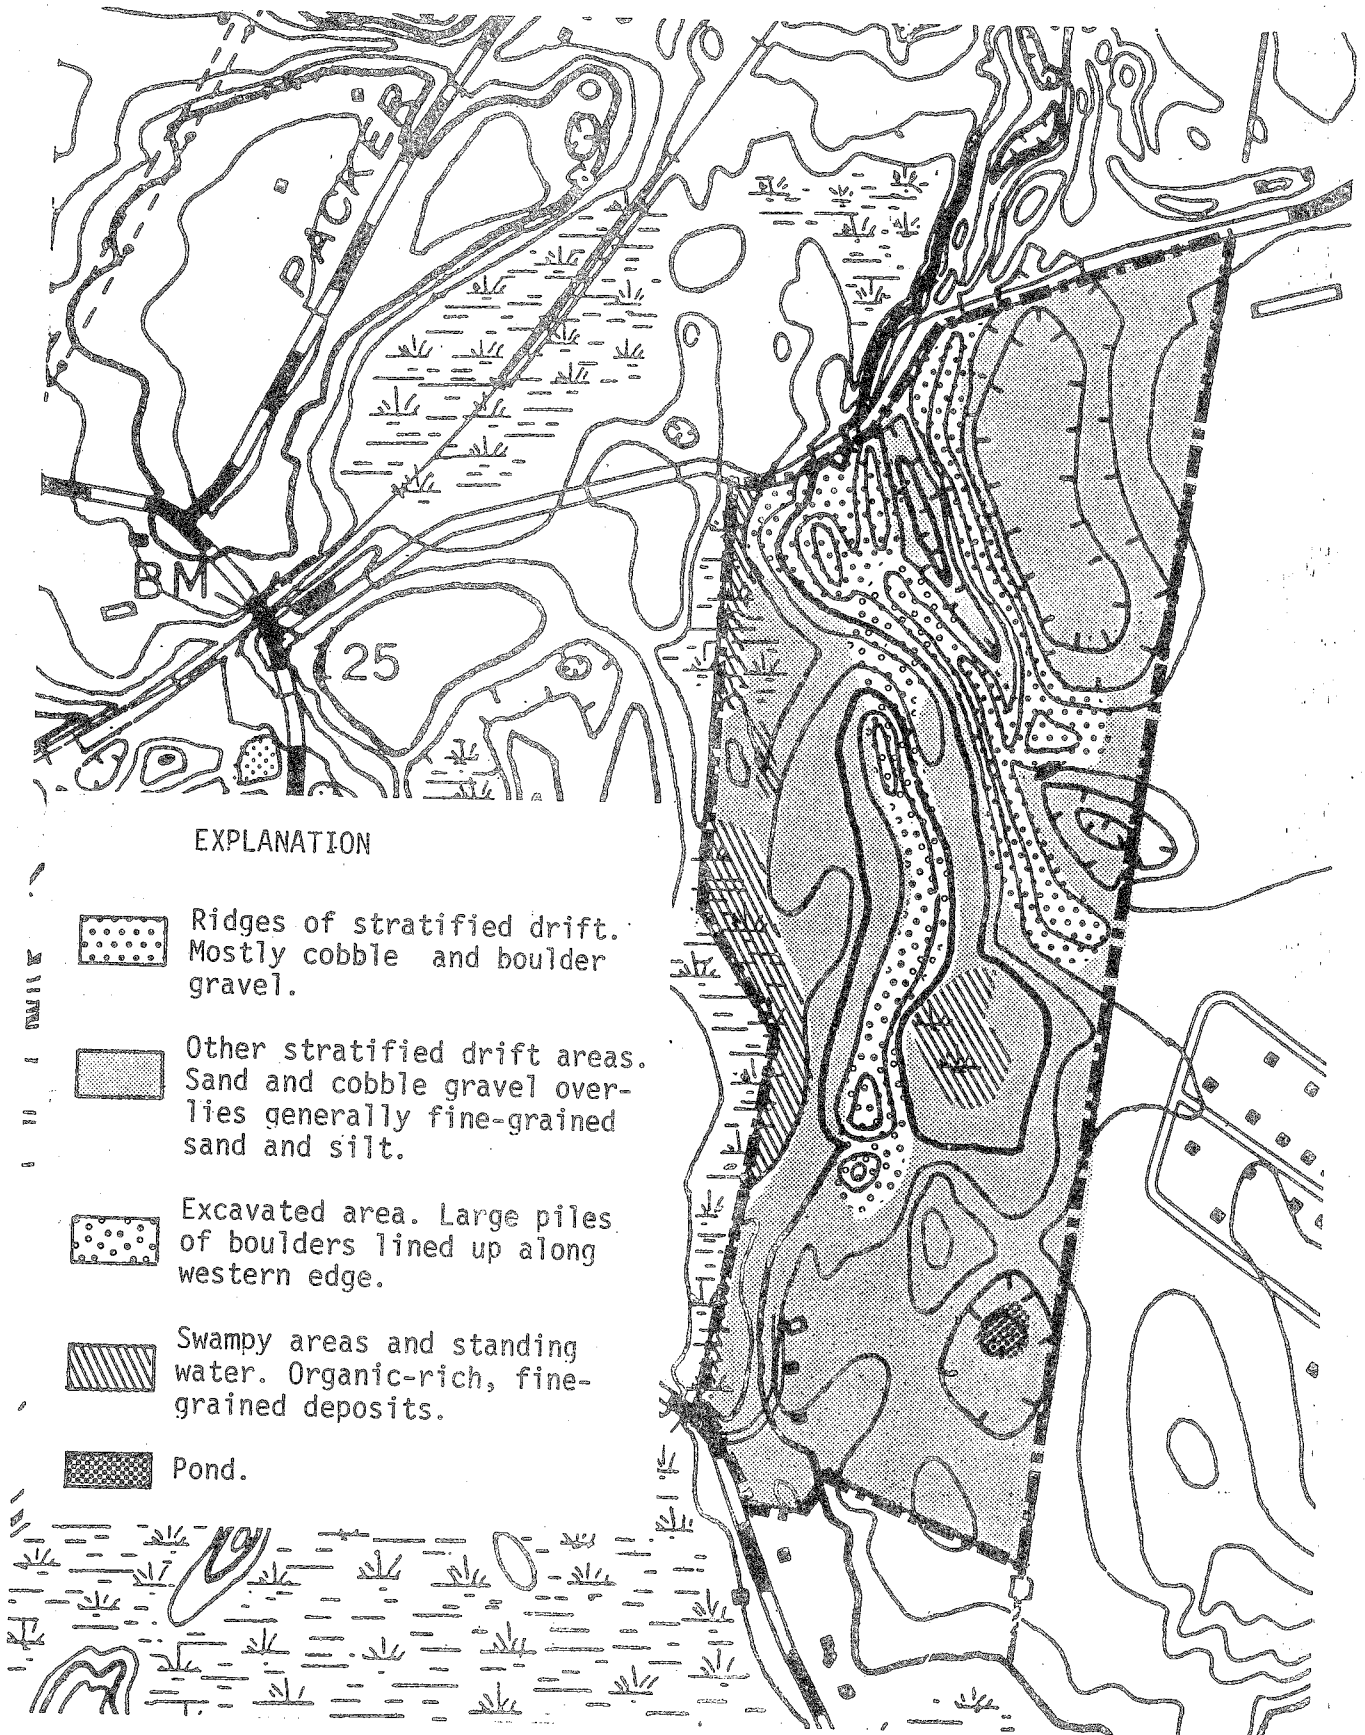 PACKER
BM
125
EXPLANATION
Ridges of stratified drift.
Mostly cobble and boulder
gravel.
Other stratified drift areas.
Sand and cobble gravel over-
lies generally fine-grained
sand and silt.
Excavated area. Large piles
of boulders lined up along
western edge.
Swampy areas and standing
water. Organic-rich, fine-
grained deposits.
Pond.